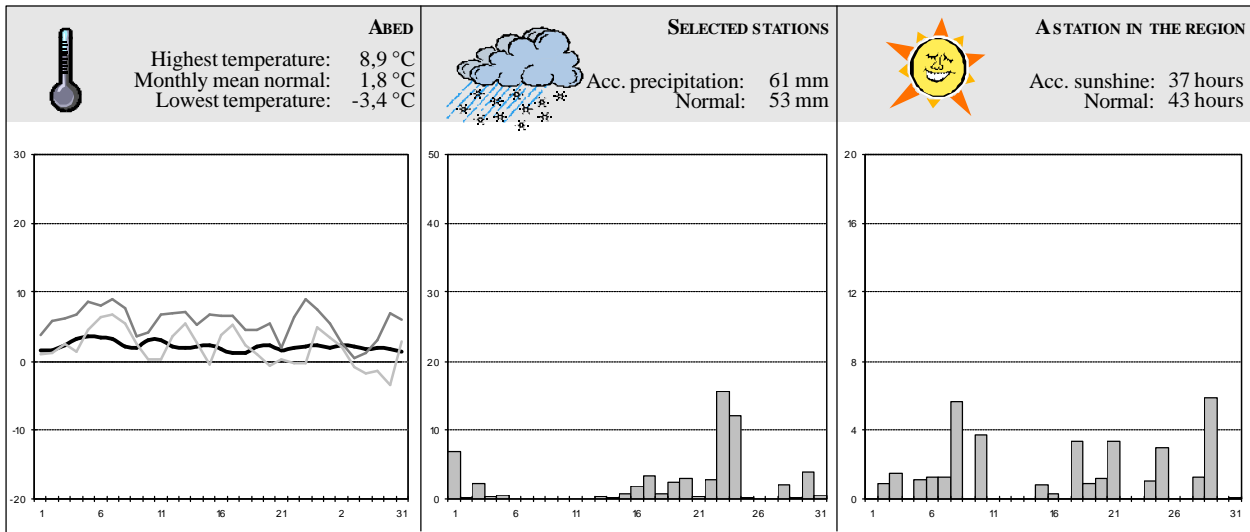 ABED
Highest temperature: 8,9 °C
Monthly mean normal: 1,8 °C
Lowest temperature: -3,4 °C
30
20
10
0
-10
-20
1 6 11 16 21 2 31
SELECTED STATIONS
Acc. precipitation: 61 mm
Normal: 53 mm
50
40
30
20
10
0
1 6 11 16 21 26 31
A STATION IN THE REGION
Acc. sunshine: 37 hours
Normal: 43 hours
20
16
12
8
4
0
1 6 11 16 21 26 31